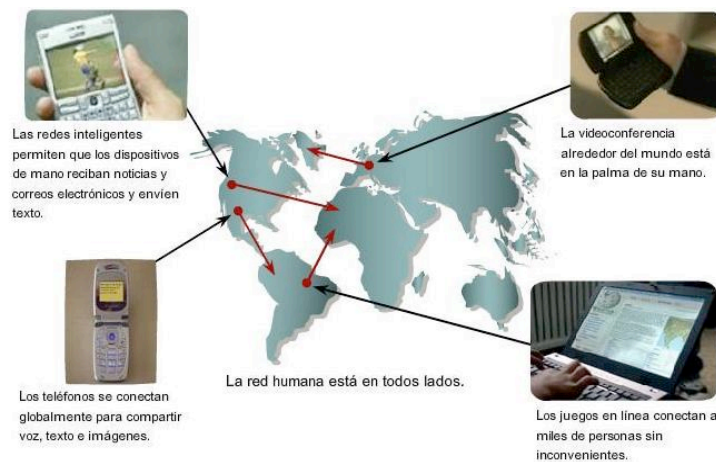 Las redes inteligentes
permiten que los dispositivos
de mano reciban noticias y
correos electrónicos y envíen
texto.
La videoconferencia
alrededor del mundo está
en la palma de su mano.
Los teléfonos se conectan
globalmente para compartir
voz, texto e imágenes.
La red humana está en todos lados.
Los juegos en línea conectan a
miles de personas sin
inconvenientes.